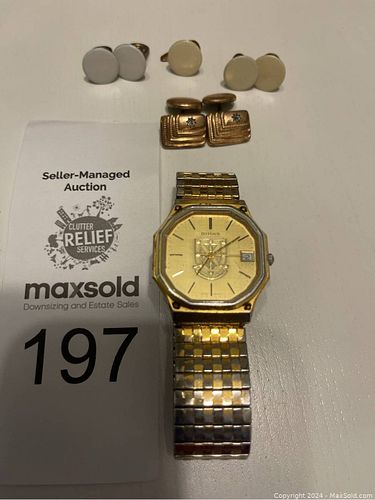 Seller-Managed
Auction
CLUTTER
RELIEF
SERVICES
maxsold
Downsizing and Estate Sales
197
Copyright © 2024 - MaxSold.com